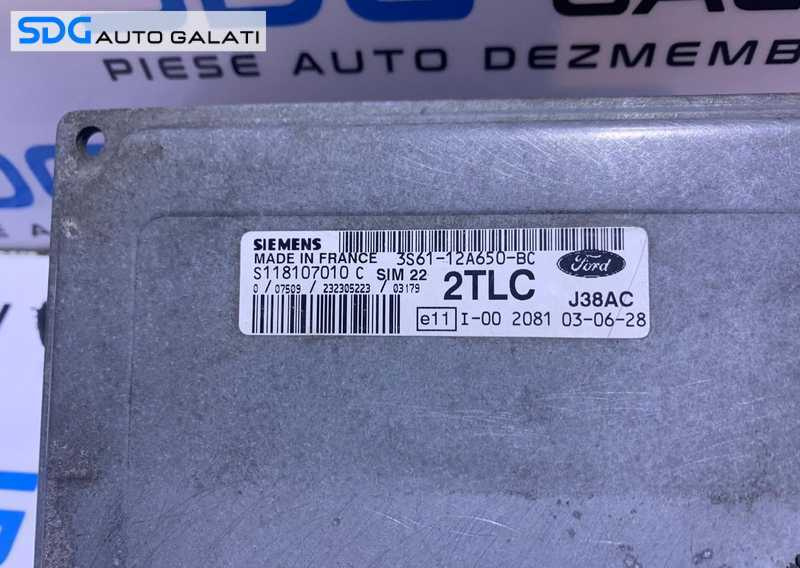 SDG AUTO GALATI
PIESE AUTO DEZMEM
SIEMENS
MADE IN FRANCE 3S61-12A650-BC
S118107010 C SIM 22
0 / 07509 / 232305223 / 03179
2TLC
Ford
J38AC
e11 I-00 2081 03-06-28